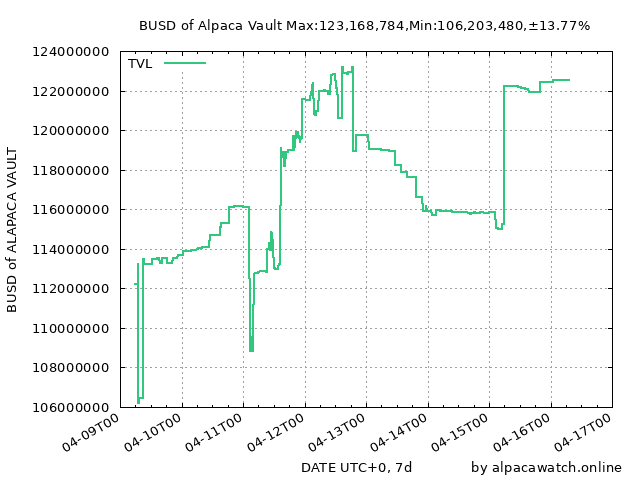 BUSD of Alpaca Vault Max:123,168,784,Min:106,203,480,±13.77%
TVL
124000000
122000000
120000000
118000000
116000000
114000000
112000000
110000000
108000000
106000000
BUSD of ALAPACA VAULT
04-09T00
04-10T00
04-11T00
04-12T00
04-13T00
04-14T00
04-15T00
04-16T00
04-17T00
DATE UTC+0, 7d
by alpacawatch.online